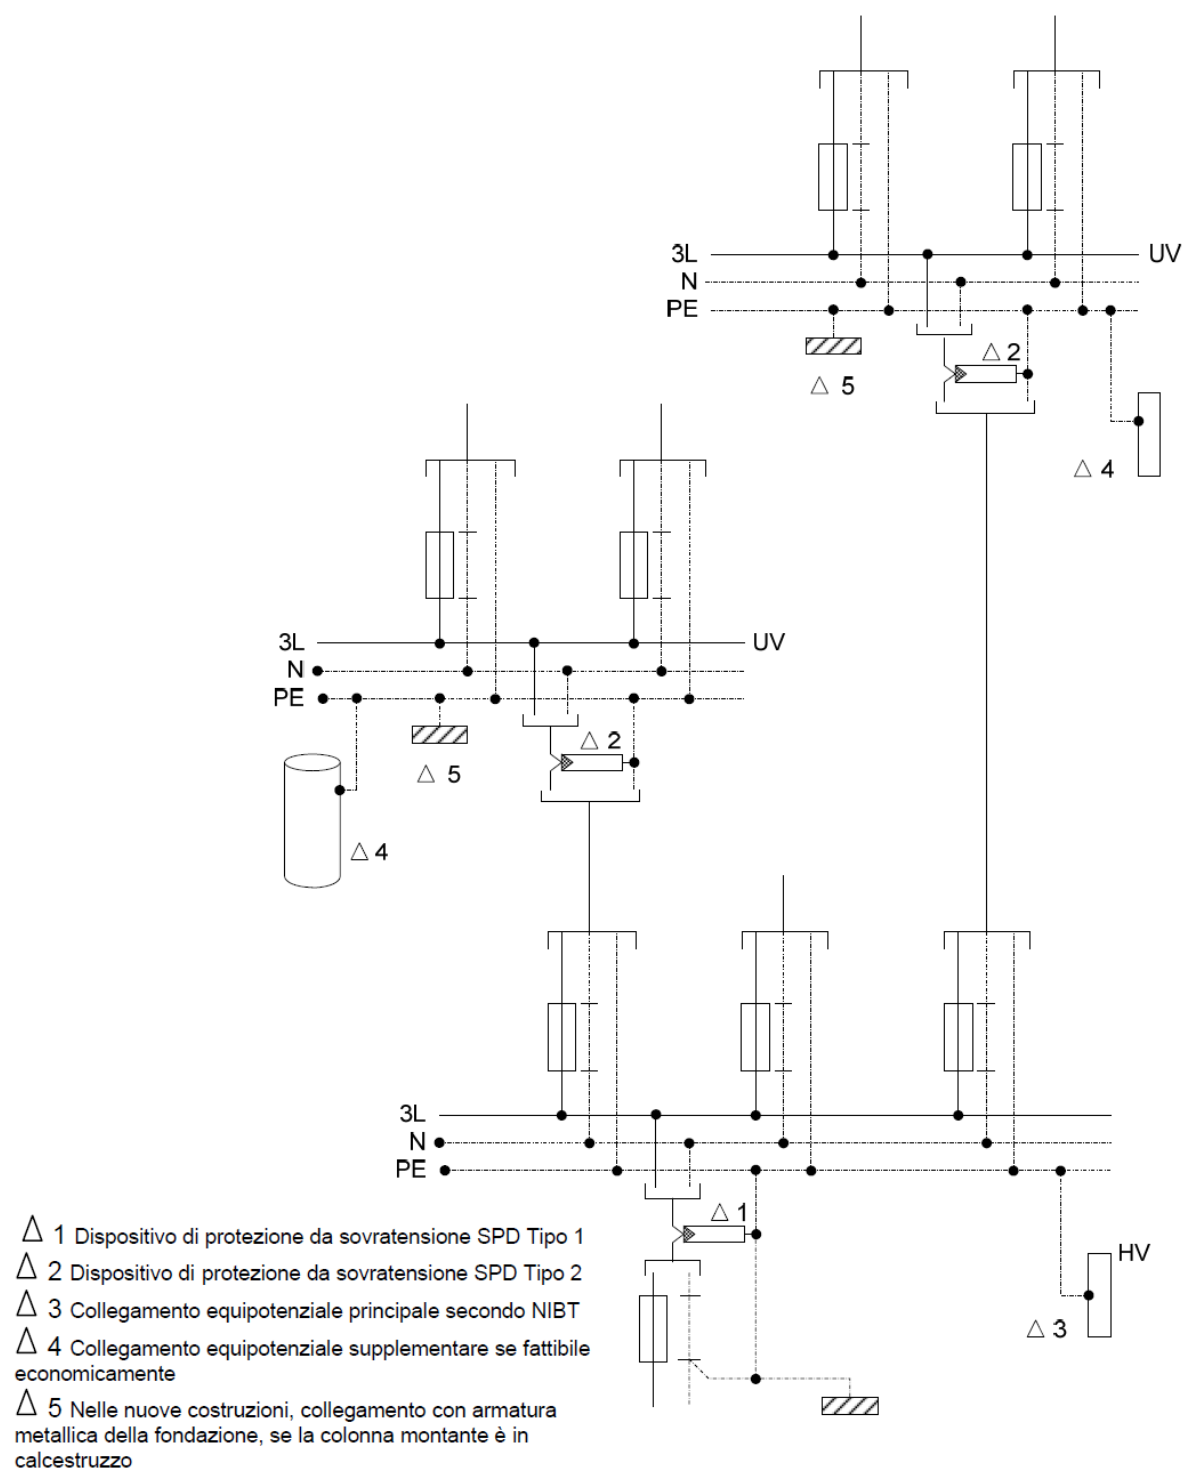 3L
UV
N
PE
△ 2
△ 5
△ 4
3L
UV
N
PE
△ 2
△ 5
△ 4
3L
N
PE
△ 1
HV
△ 3
△ 1 Dispositivo di protezione da sovratensione SPD Tipo 1
△ 2 Dispositivo di protezione da sovratensione SPD Tipo 2
△ 3 Collegamento equipotenziale principale secondo NIBT
△ 4 Collegamento equipotenziale supplementare se fattibile
economicamente
△ 5 Nelle nuove costruzioni, collegamento con armatura
metallica della fondazione, se la colonna montante è in
calcestruzzo